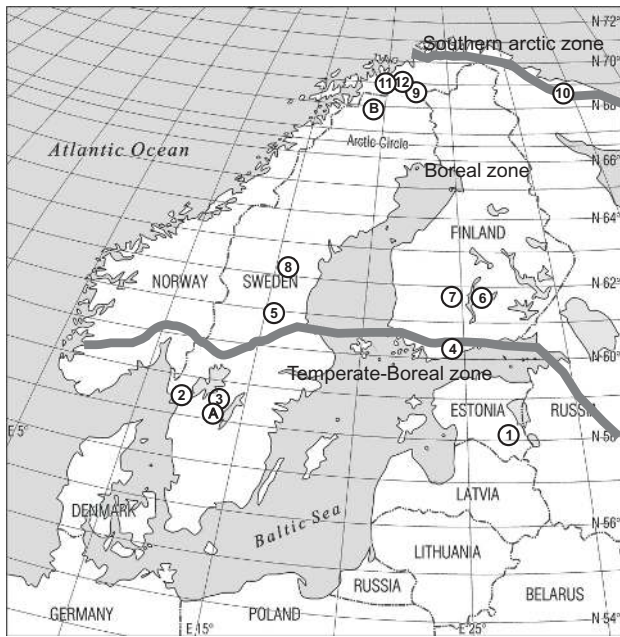 N 72°
Southern arctic zone
N 70°
11
12
9
10
B
N 68°
Atlantic Ocean
Arctic Circle
N 66°
Boreal zone
N 64°
FINLAND
8
NORWAY
SWEDEN
N 62°
7
6
5
4
N 60°
Temperate-Boreal zone
2
3
A
ESTONIA
RUSSIA
E 5°
1
N 58°
LATVIA
DENMARK
Baltic Sea
N 56°
LITHUANIA
RUSSIA
BELARUS
GERMANY
E 15°
POLAND
E 25°
N 54°